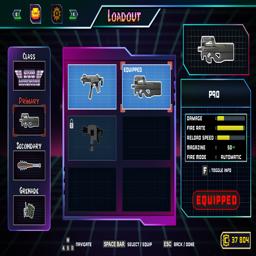 LOADOUT
CLASS
PRIMARY
SECONDARY
GRENADE
EQUIPPED
P90
DAMAGE
FIRE RATE
RELOAD SPEED
MAGAZINE 50
FIRE MODE AUTOMATIC
F : TOGGLE INFO
EQUIPPED
NAVIGATE
SPACE BAR SELECT / EQUIP
ESC BACK / DONE
C 37 804